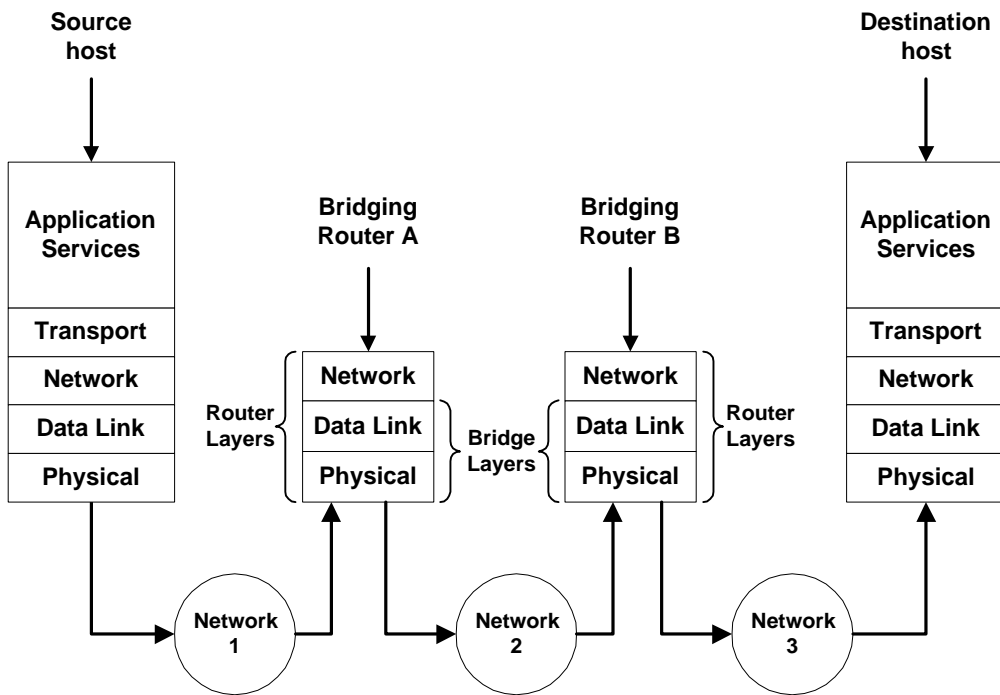 Source
host
Destination
host
Application
Services
Transport
Network
Data Link
Physical
Bridging
Router A
Network
Data Link
Physical
Router
Layers
Bridge
Layers
Bridging
Router B
Network
Data Link
Physical
Router
Layers
Application
Services
Transport
Network
Data Link
Physical
Network
1
Network
2
Network
3